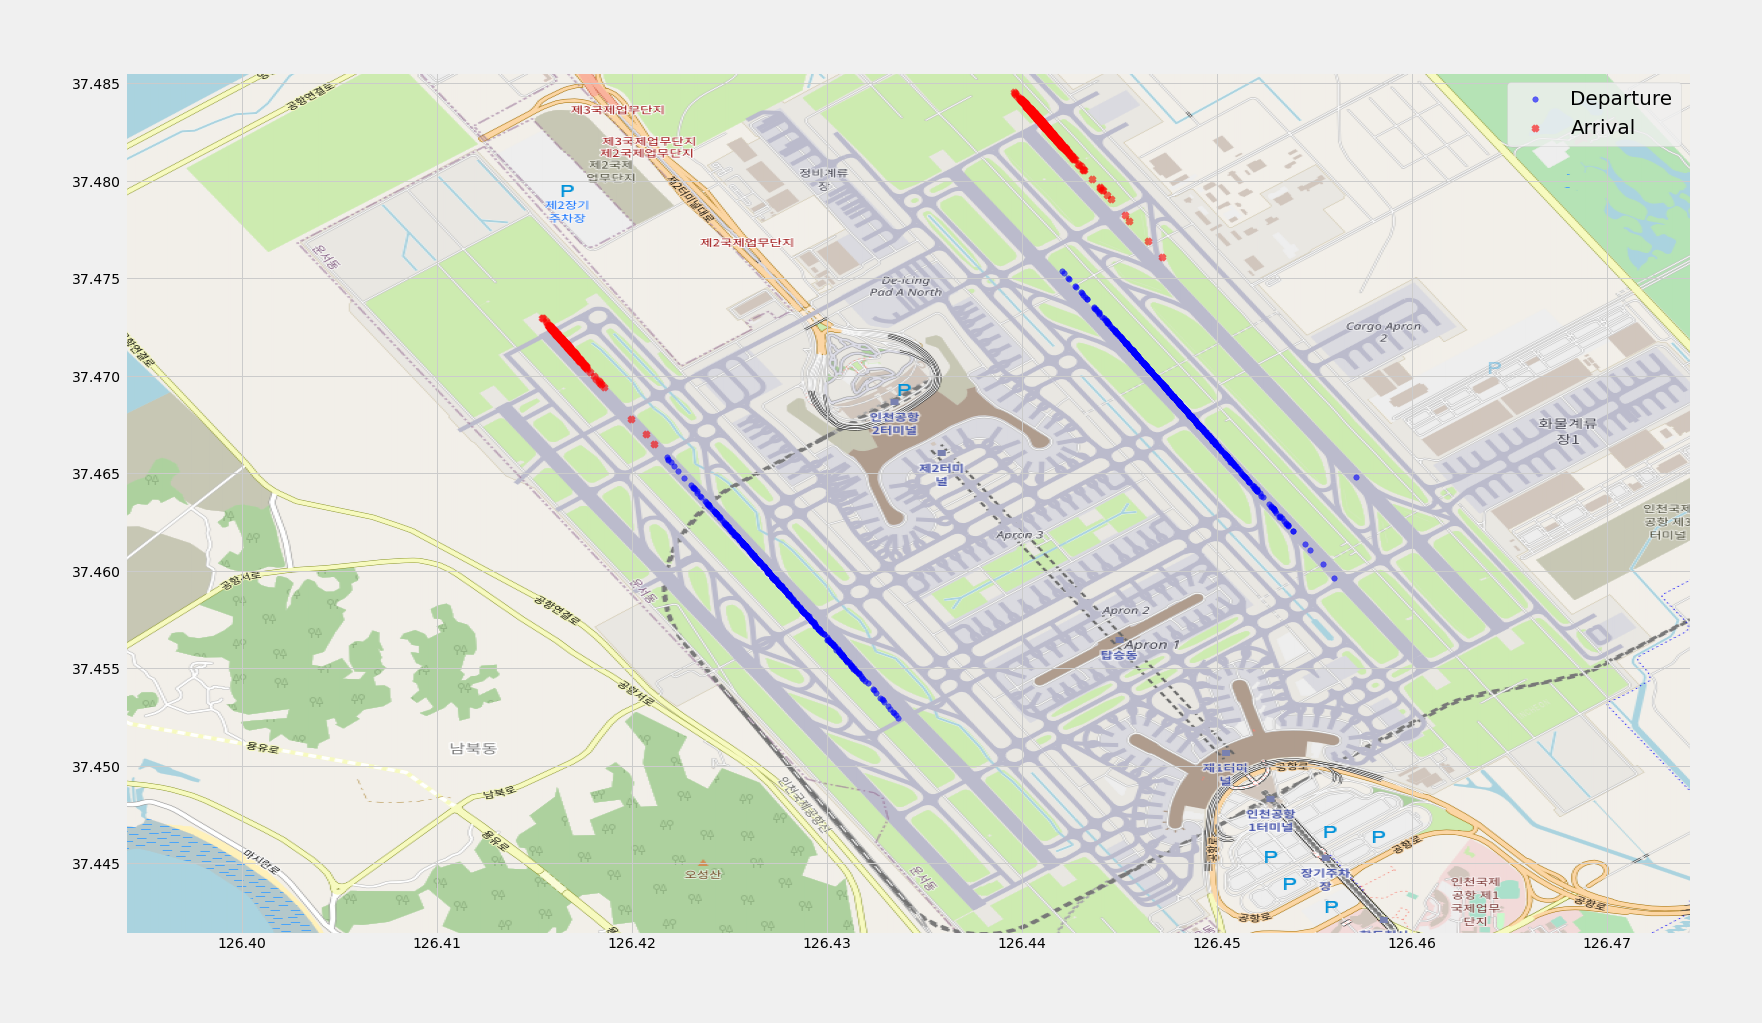 37.485
37.480
37.475
37.470
37.465
37.460
37.455
37.450
37.445
126.40
126.41
126.42
126.43
126.44
126.45
126.46
126.47
Departure
Arrival
공항연결로
제3국제업무단지
제3국제업무단지
제2국제업무단지
제2국제
업무단지
P
제2장기
주차장
제2터미널대로
정비계류
장
운서동
제2국제업무단지
De-icing
Pad A North
Cargo Apron
2
P
P
인천공항
2터미널
화물계류
장1
제2터미
널
Apron 3
인천국제
공항 제3
터미널
공항서로
운서동
공항연결로
Apron 2
Apron 1
탑승동
공항서로
남북동
용유로
제1터미
널
공항로
남북로
인천국제공항선
인천공항
1터미널
P
P
용유로
공항로
공항로
P
마시란로
오성산
운서동
장기주차
장
P
인천국제
공항 제1
국제업무
단지
P
공항로
공항로